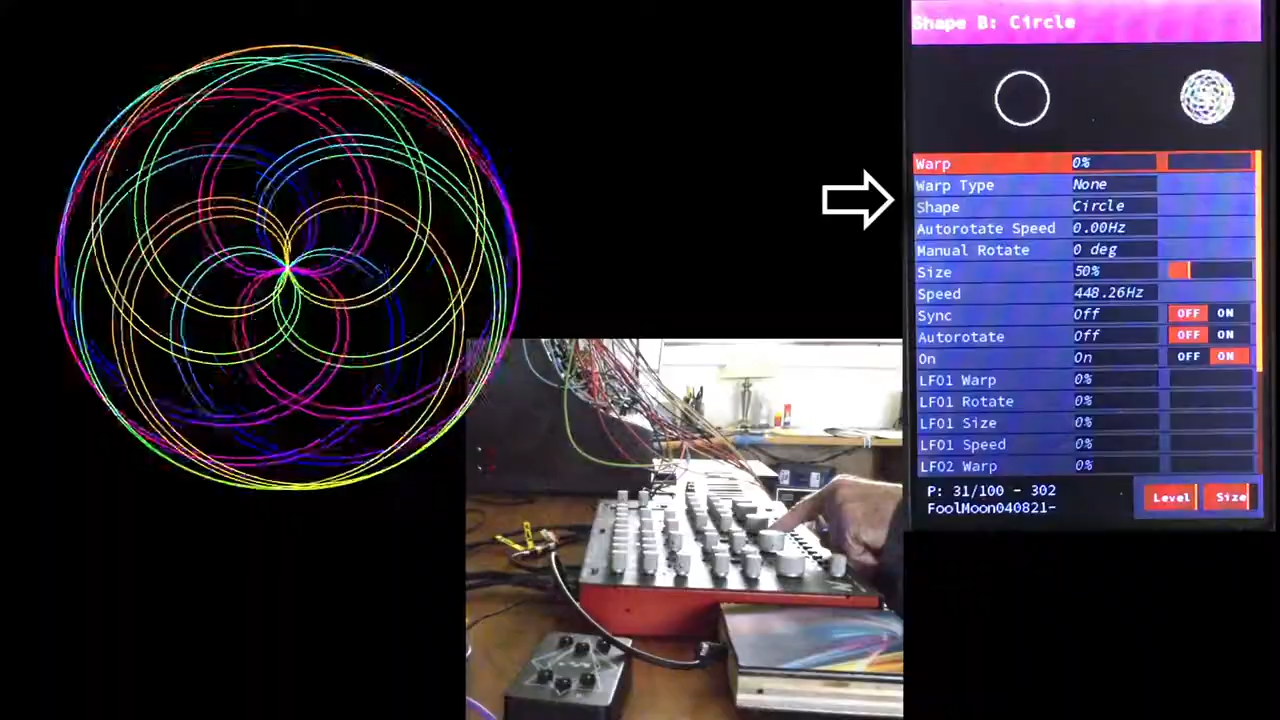 Shape B: Circle
Warp 0%
Warp Type None
Shape Circle
Autorotate Speed 0.00Hz
Manual Rotate 0 deg
Size 50%
Speed 448.26Hz
Sync Off OFF ON
Autorotate Off OFF ON
On On OFF ON
LFO1 Warp 0%
LFO1 Rotate 0%
LFO1 Size 0%
LFO1 Speed 0%
LFO2 Warp 0%
P: 31/100 - 302
FoolMoon040821-
Level Size